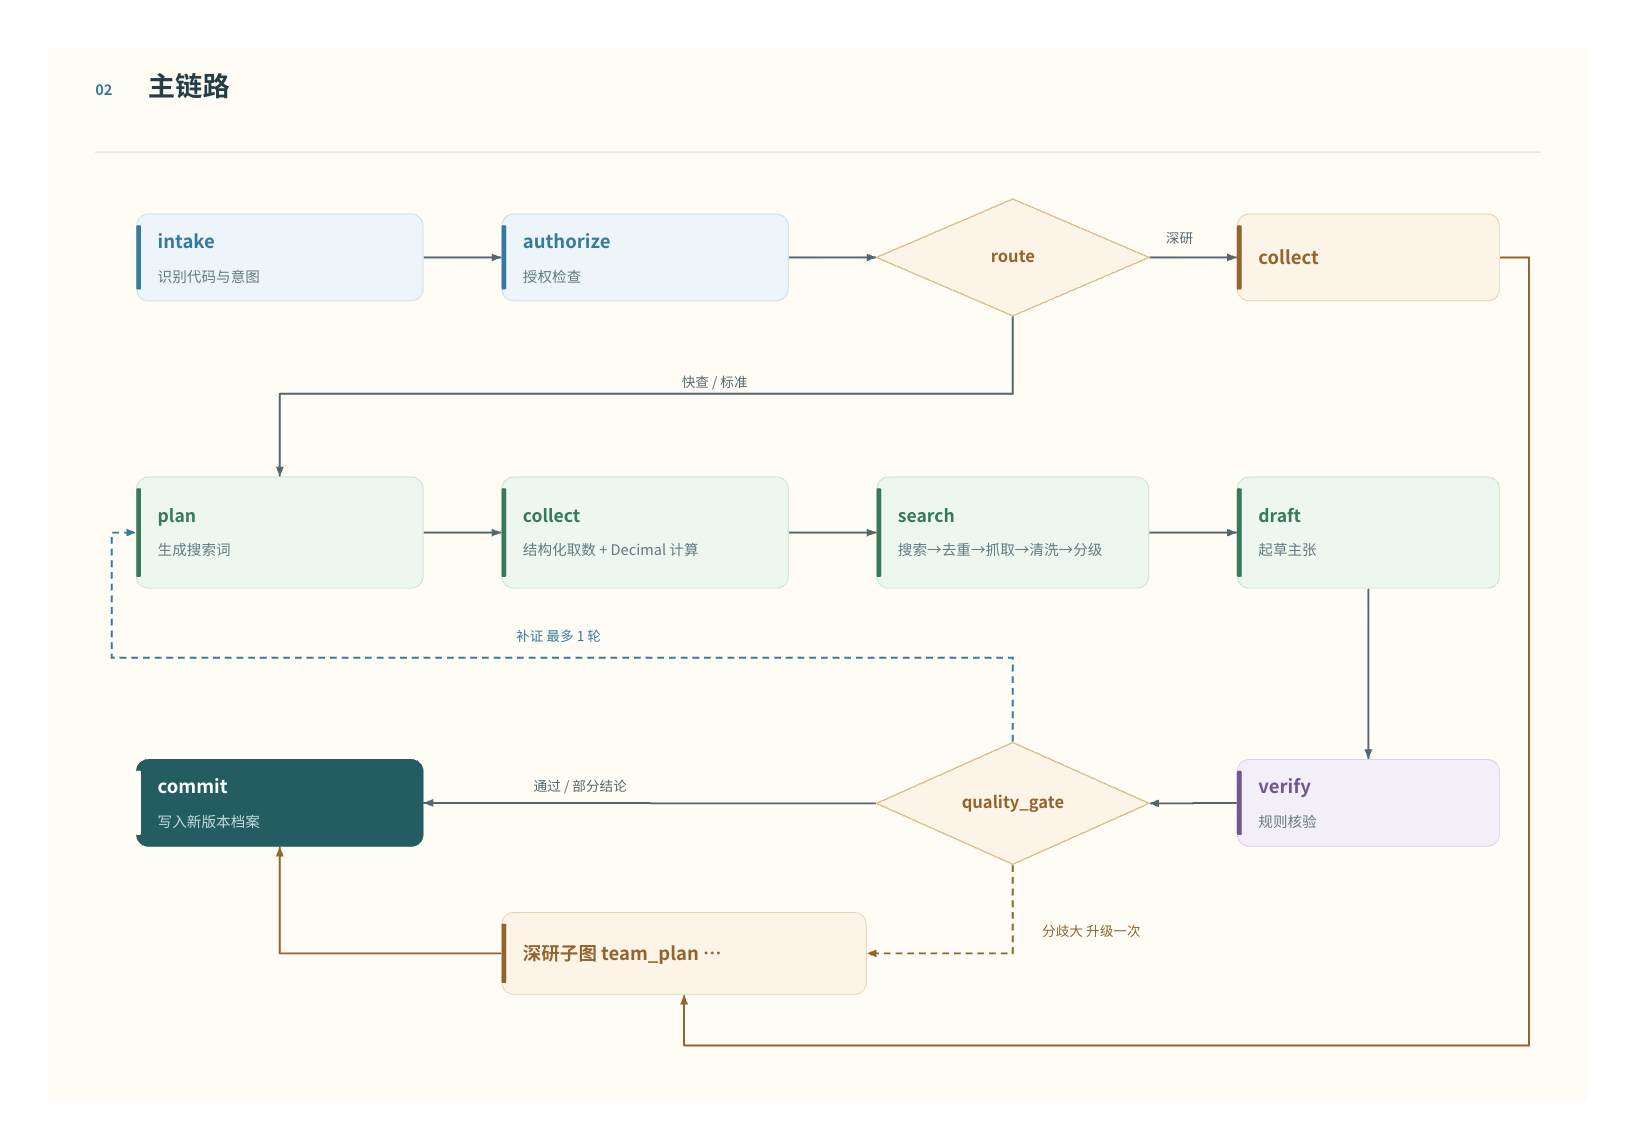 02
主链路
intake
识别代码与意图
authorize
授权检查
route
深研
collect
快查 / 标准
plan
生成搜索词
collect
结构化取数 + Decimal 计算
search
搜索→去重→抓取→清洗→分级
draft
起草主张
补证 最多 1 轮
commit
写入新版本档案
通过 / 部分结论
quality_gate
verify
规则核验
分歧大 升级一次
深研子图 team_plan ⋯